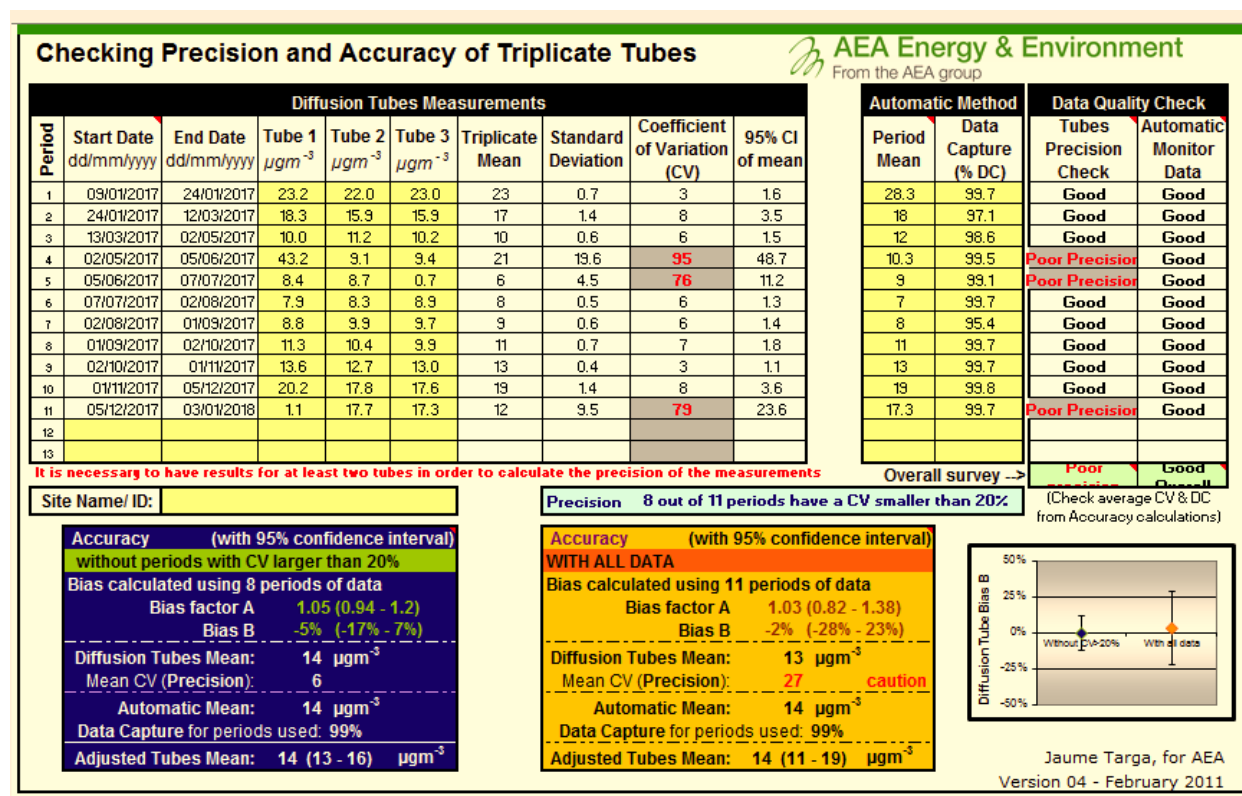 Checking Precision and Accuracy of Triplicate Tubes
AEA Energy & Environment
From the AEA group
Diffusion Tubes Measurements
Automatic Method
Data Quality Check
Period
Start Date dd/mm/yyyy
End Date dd/mm/yyyy
Tube 1 µgm⁻³
Tube 2 µgm⁻³
Tube 3 µgm⁻³
Triplicate Mean
Standard Deviation
Coefficient of Variation (CV)
95% CI of mean
Period Mean
Data Capture (% DC)
Tubes Precision Check
Automatic Monitor Data
1 09/01/2017 24/01/2017 23.2 22.0 23.0 23 0.7 3 1.6 28.3 99.7 Good Good
2 24/01/2017 12/03/2017 18.3 15.9 15.9 17 1.4 8 3.5 18 97.1 Good Good
3 13/03/2017 02/05/2017 10.0 11.2 10.2 10 0.6 6 1.5 12 98.6 Good Good
4 02/05/2017 05/06/2017 43.2 9.1 9.4 21 19.6 95 48.7 10.3 99.5 Poor Precision Good
5 05/06/2017 07/07/2017 8.4 8.7 0.7 6 4.5 76 11.2 9 99.1 Poor Precision Good
6 07/07/2017 02/08/2017 7.9 8.3 8.9 8 0.5 6 1.3 7 99.7 Good Good
7 02/08/2017 01/09/2017 8.8 9.9 9.7 9 0.6 6 1.4 8 95.4 Good Good
8 01/09/2017 02/10/2017 11.3 10.4 9.9 11 0.7 7 1.8 11 99.7 Good Good
9 02/10/2017 01/11/2017 13.6 12.7 13.0 13 0.4 3 1.1 13 99.7 Good Good
10 01/11/2017 05/12/2017 20.2 17.8 17.6 19 1.4 8 3.6 19 99.8 Good Good
11 05/12/2017 03/01/2018 1.1 17.7 17.3 12 9.5 79 23.6 17.3 99.7 Poor Precision Good
12
13
It is necessary to have results for at least two tubes in order to calculate the precision of the measurements
Overall survey -->
Poor precision
Good Overall
Site Name/ ID:
Precision 8 out of 11 periods have a CV smaller than 20%
(Check average CV & DC
from Accuracy calculations)
Accuracy (with 95% confidence interval)
without periods with CV larger than 20%
Bias calculated using 8 periods of data
Bias factor A 1.05 (0.94 - 1.2)
Bias B -5% (-17% - 7%)
Diffusion Tubes Mean: 14 µgm⁻³
Mean CV (Precision): 6
Automatic Mean: 14 µgm⁻³
Data Capture for periods used: 99%
Adjusted Tubes Mean: 14 (13 - 16) µgm⁻³
Accuracy (with 95% confidence interval)
WITH ALL DATA
Bias calculated using 11 periods of data
Bias factor A 1.03 (0.82 - 1.38)
Bias B -2% (-28% - 23%)
Diffusion Tubes Mean: 13 µgm⁻³
Mean CV (Precision): 27 caution
Automatic Mean: 14 µgm⁻³
Data Capture for periods used: 99%
Adjusted Tubes Mean: 14 (11 - 19) µgm⁻³
Diffusion Tube Bias B
50%
25%
0%
-25%
-50%
Without CV>20%
With all data
Jaume Targa, for AEA
Version 04 - February 2011